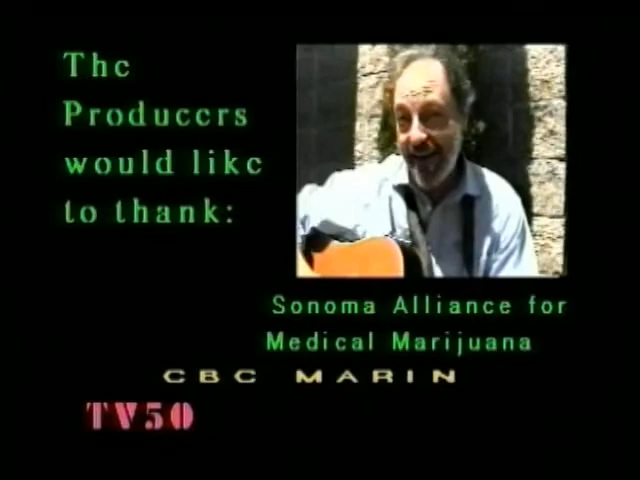 The
Producers
would like
to thank:
Sonoma Alliance for
Medical Marijuana
CBC MARIN
TV50